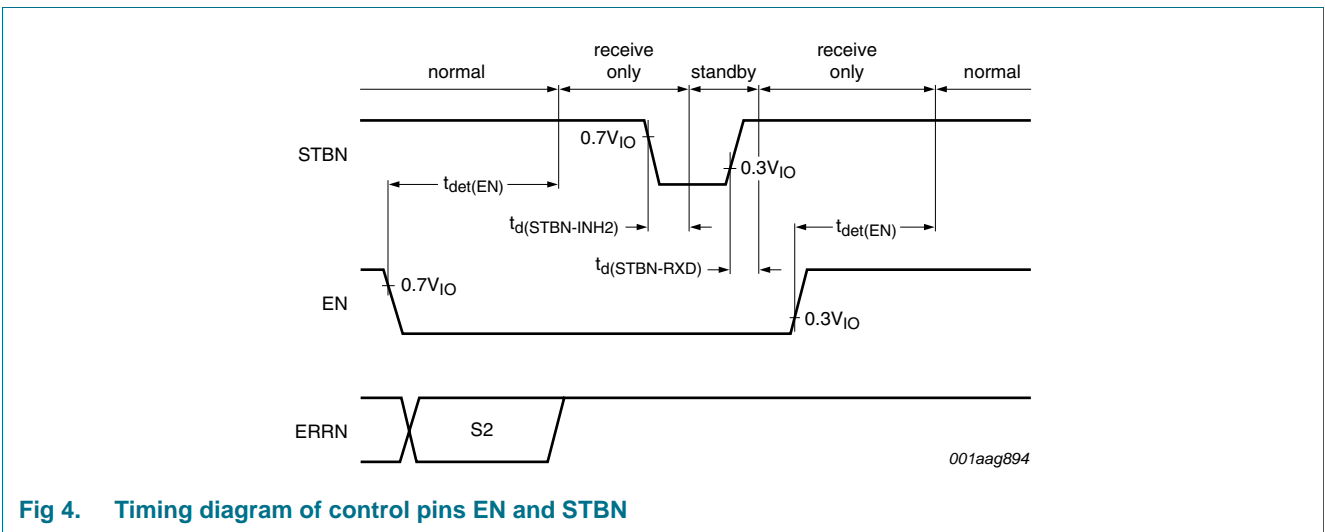 receive
only
receive
only
normal
standby
normal
STBN
0.7VIO
0.3VIO
tdet(EN)
td(STBN-INH2)
tdet(EN)
td(STBN-RXD)
EN
0.7VIO
0.3VIO
ERRN
S2
001aag894
Fig 4. Timing diagram of control pins EN and STBN